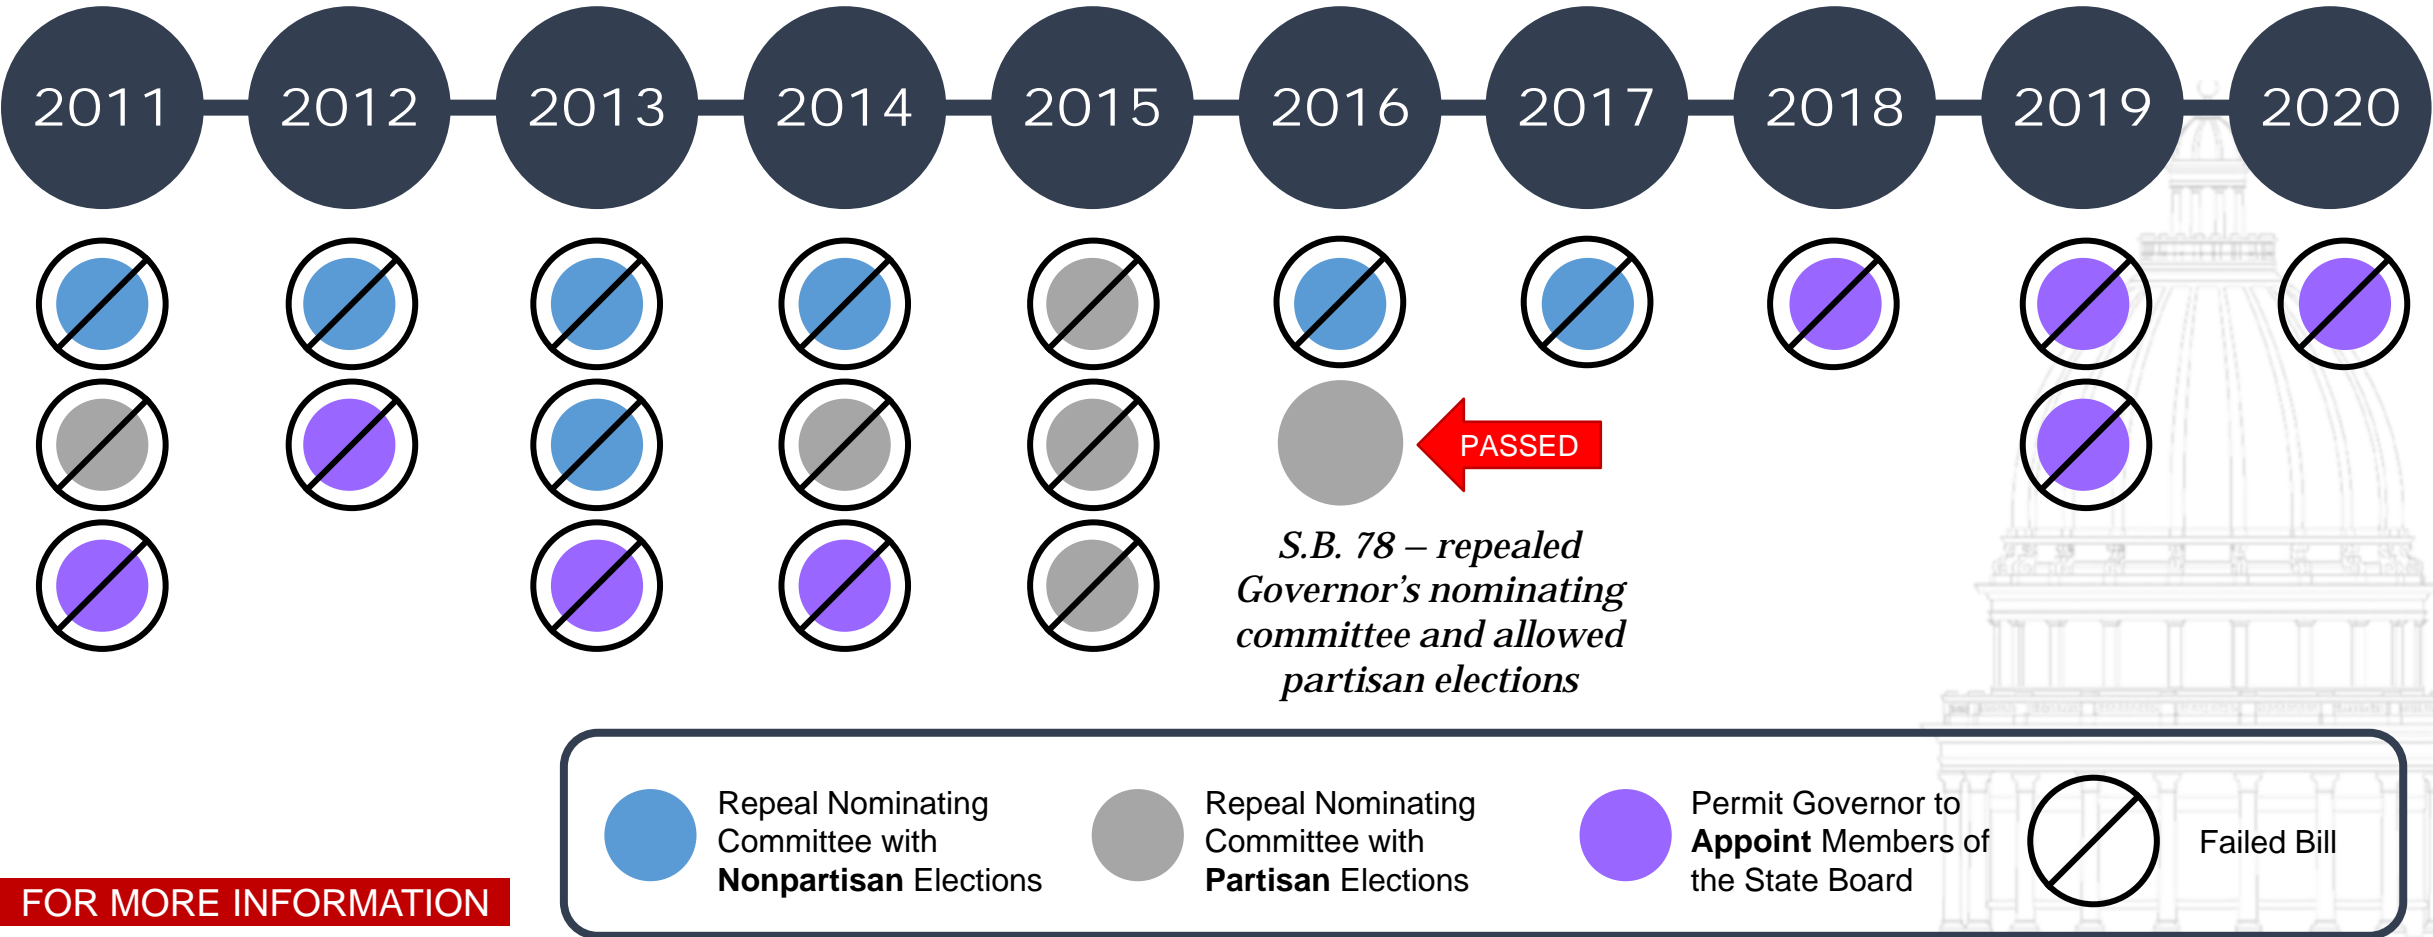 2011
2012
2013
2014
2015
2016
2017
2018
2019
2020
PASSED
S.B. 78 – repealed
Governor’s nominating
committee and allowed
partisan elections
Repeal Nominating
Committee with
Nonpartisan Elections
Repeal Nominating
Committee with
Partisan Elections
Permit Governor to
Appoint Members of
the State Board
Failed Bill
FOR MORE INFORMATION